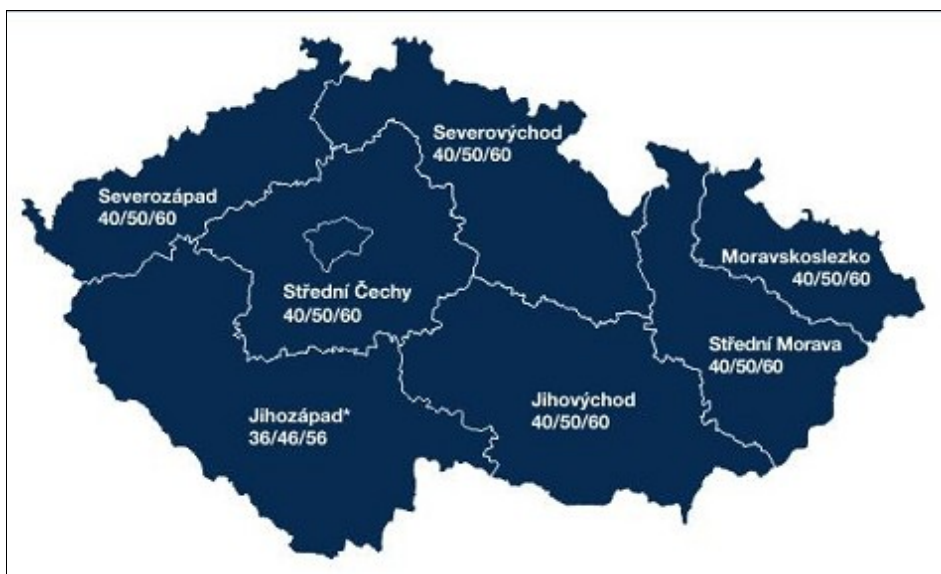 Severovýchod
40/50/60
Severozápad
40/50/60
Moravskoslezko
40/50/60
Střední Čechy
40/50/60
Střední Morava
40/50/60
Jihozápad*
36/46/56
Jihovýchod
40/50/60